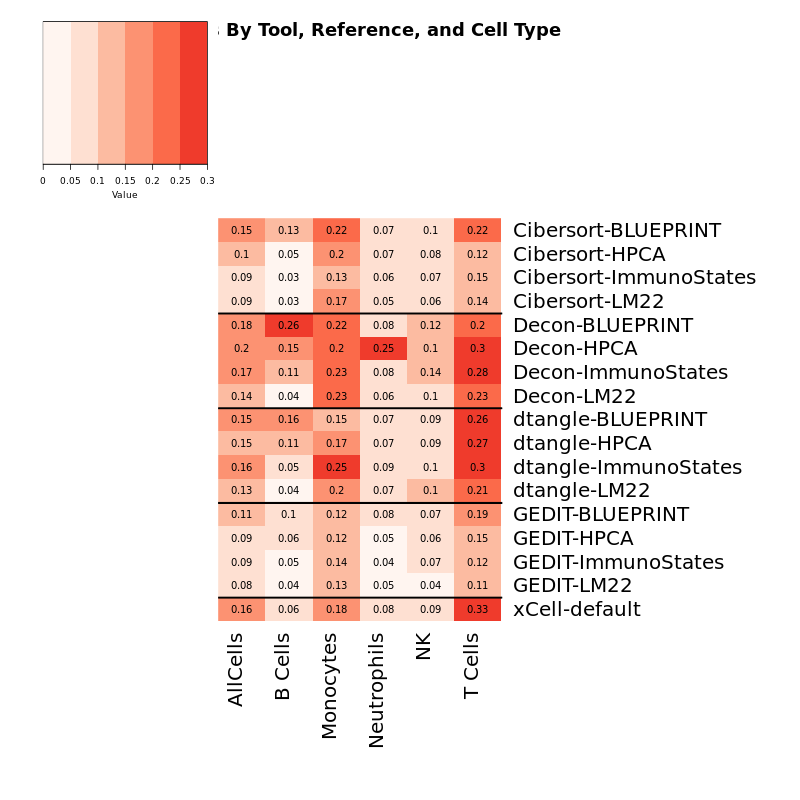 By Tool, Reference, and Cell Type
0 0.05 0.1 0.15 0.2 0.25 0.3
Value
0.15 0.13 0.22 0.07 0.1 0.22 Cibersort-BLUEPRINT
0.1 0.05 0.2 0.07 0.08 0.12 Cibersort-HPCA
0.09 0.03 0.13 0.06 0.07 0.15 Cibersort-ImmunoStates
0.09 0.03 0.17 0.05 0.06 0.14 Cibersort-LM22
0.18 0.26 0.22 0.08 0.12 0.2 Decon-BLUEPRINT
0.2 0.15 0.2 0.25 0.1 0.3 Decon-HPCA
0.17 0.11 0.23 0.08 0.14 0.28 Decon-ImmunoStates
0.14 0.04 0.23 0.06 0.1 0.23 Decon-LM22
0.15 0.16 0.15 0.07 0.09 0.26 dtangle-BLUEPRINT
0.15 0.11 0.17 0.07 0.09 0.27 dtangle-HPCA
0.16 0.05 0.25 0.09 0.1 0.3 dtangle-ImmunoStates
0.13 0.04 0.2 0.07 0.1 0.21 dtangle-LM22
0.11 0.1 0.12 0.08 0.07 0.19 GEDIT-BLUEPRINT
0.09 0.06 0.12 0.05 0.06 0.15 GEDIT-HPCA
0.09 0.05 0.14 0.04 0.07 0.12 GEDIT-ImmunoStates
0.08 0.04 0.13 0.05 0.04 0.11 GEDIT-LM22
0.16 0.06 0.18 0.08 0.09 0.33 xCell-default
AllCells
B Cells
Monocytes
Neutrophils
NK
T Cells